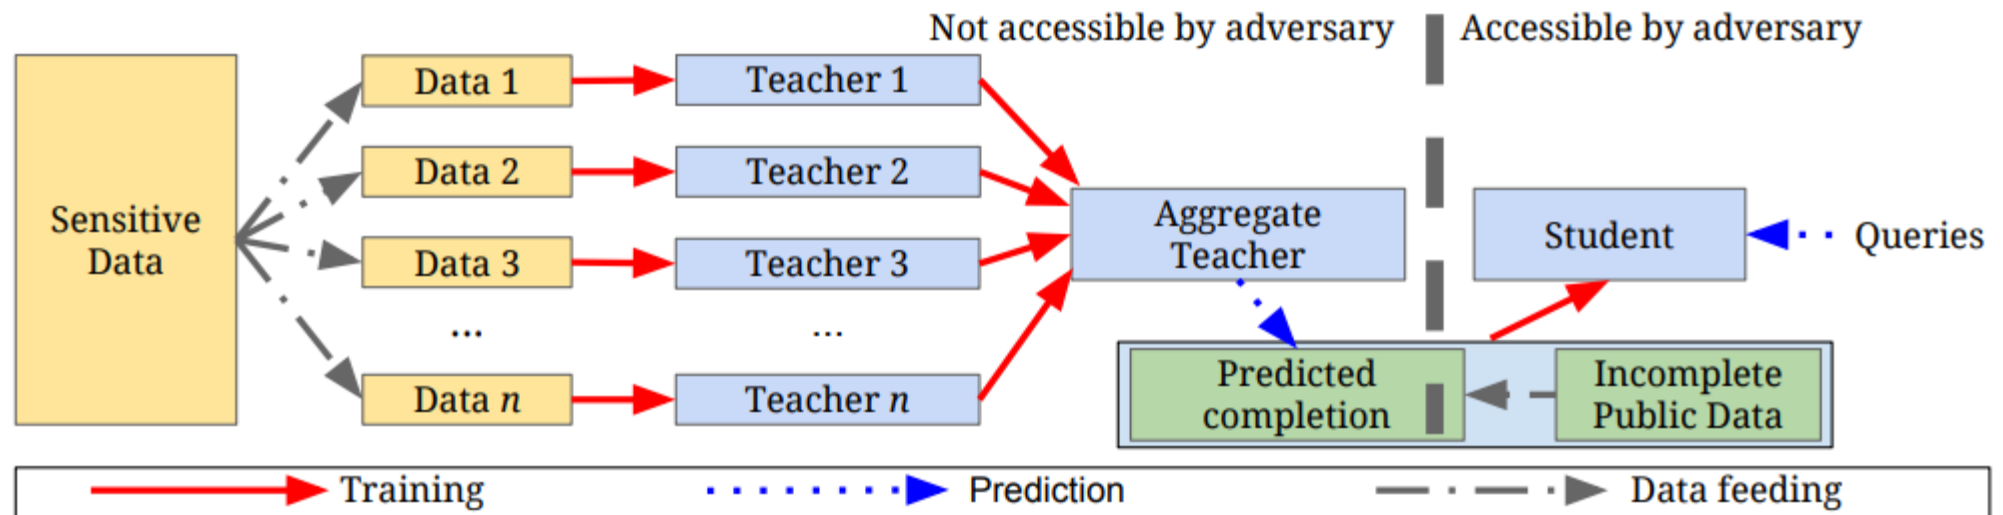 Not accessible by adversary
Accessible by adversary
Sensitive
Data
Data 1
Teacher 1
Data 2
Teacher 2
Data 3
Teacher 3
...
...
Data n
Teacher n
Aggregate
Teacher
Student
Queries
Predicted
completion
Incomplete
Public Data
Training
Prediction
Data feeding